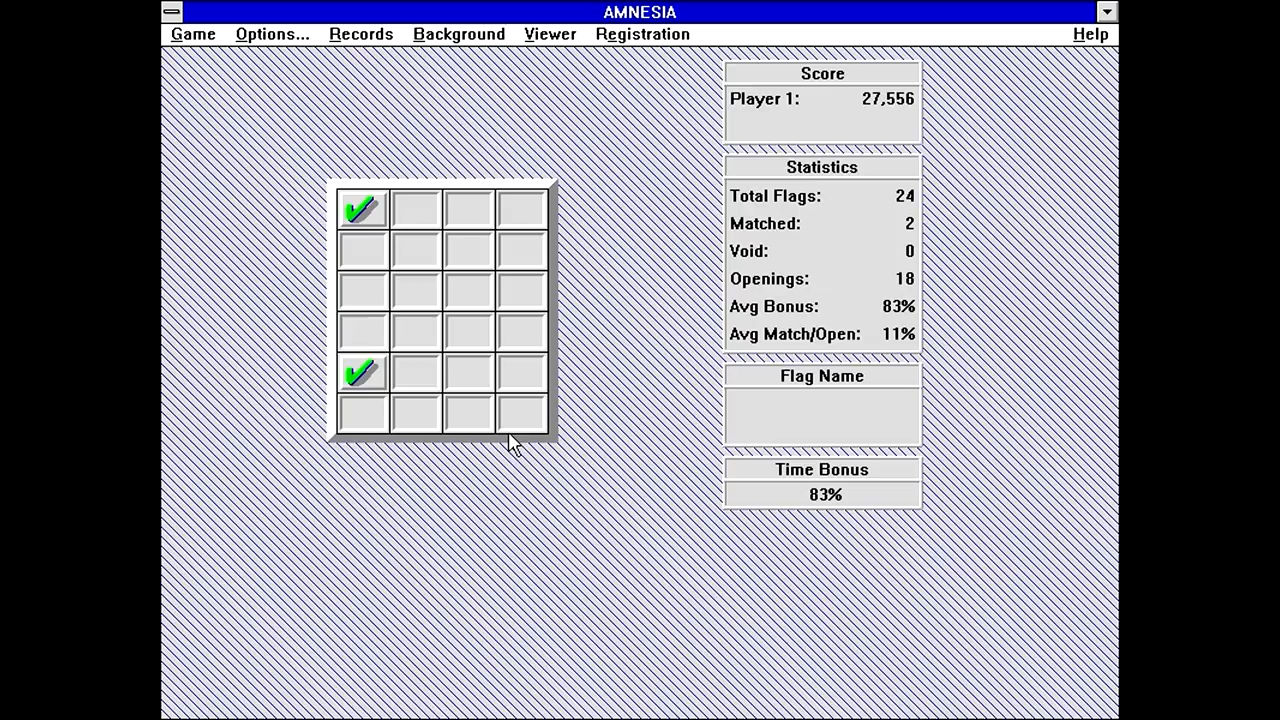 AMNESIA
Game Options... Records Background Viewer Registration Help
Score
Player 1: 27,556
Statistics
Total Flags: 24
Matched: 2
Void: 0
Openings: 18
Avg Bonus: 83%
Avg Match/Open: 11%
Flag Name
Time Bonus
83%